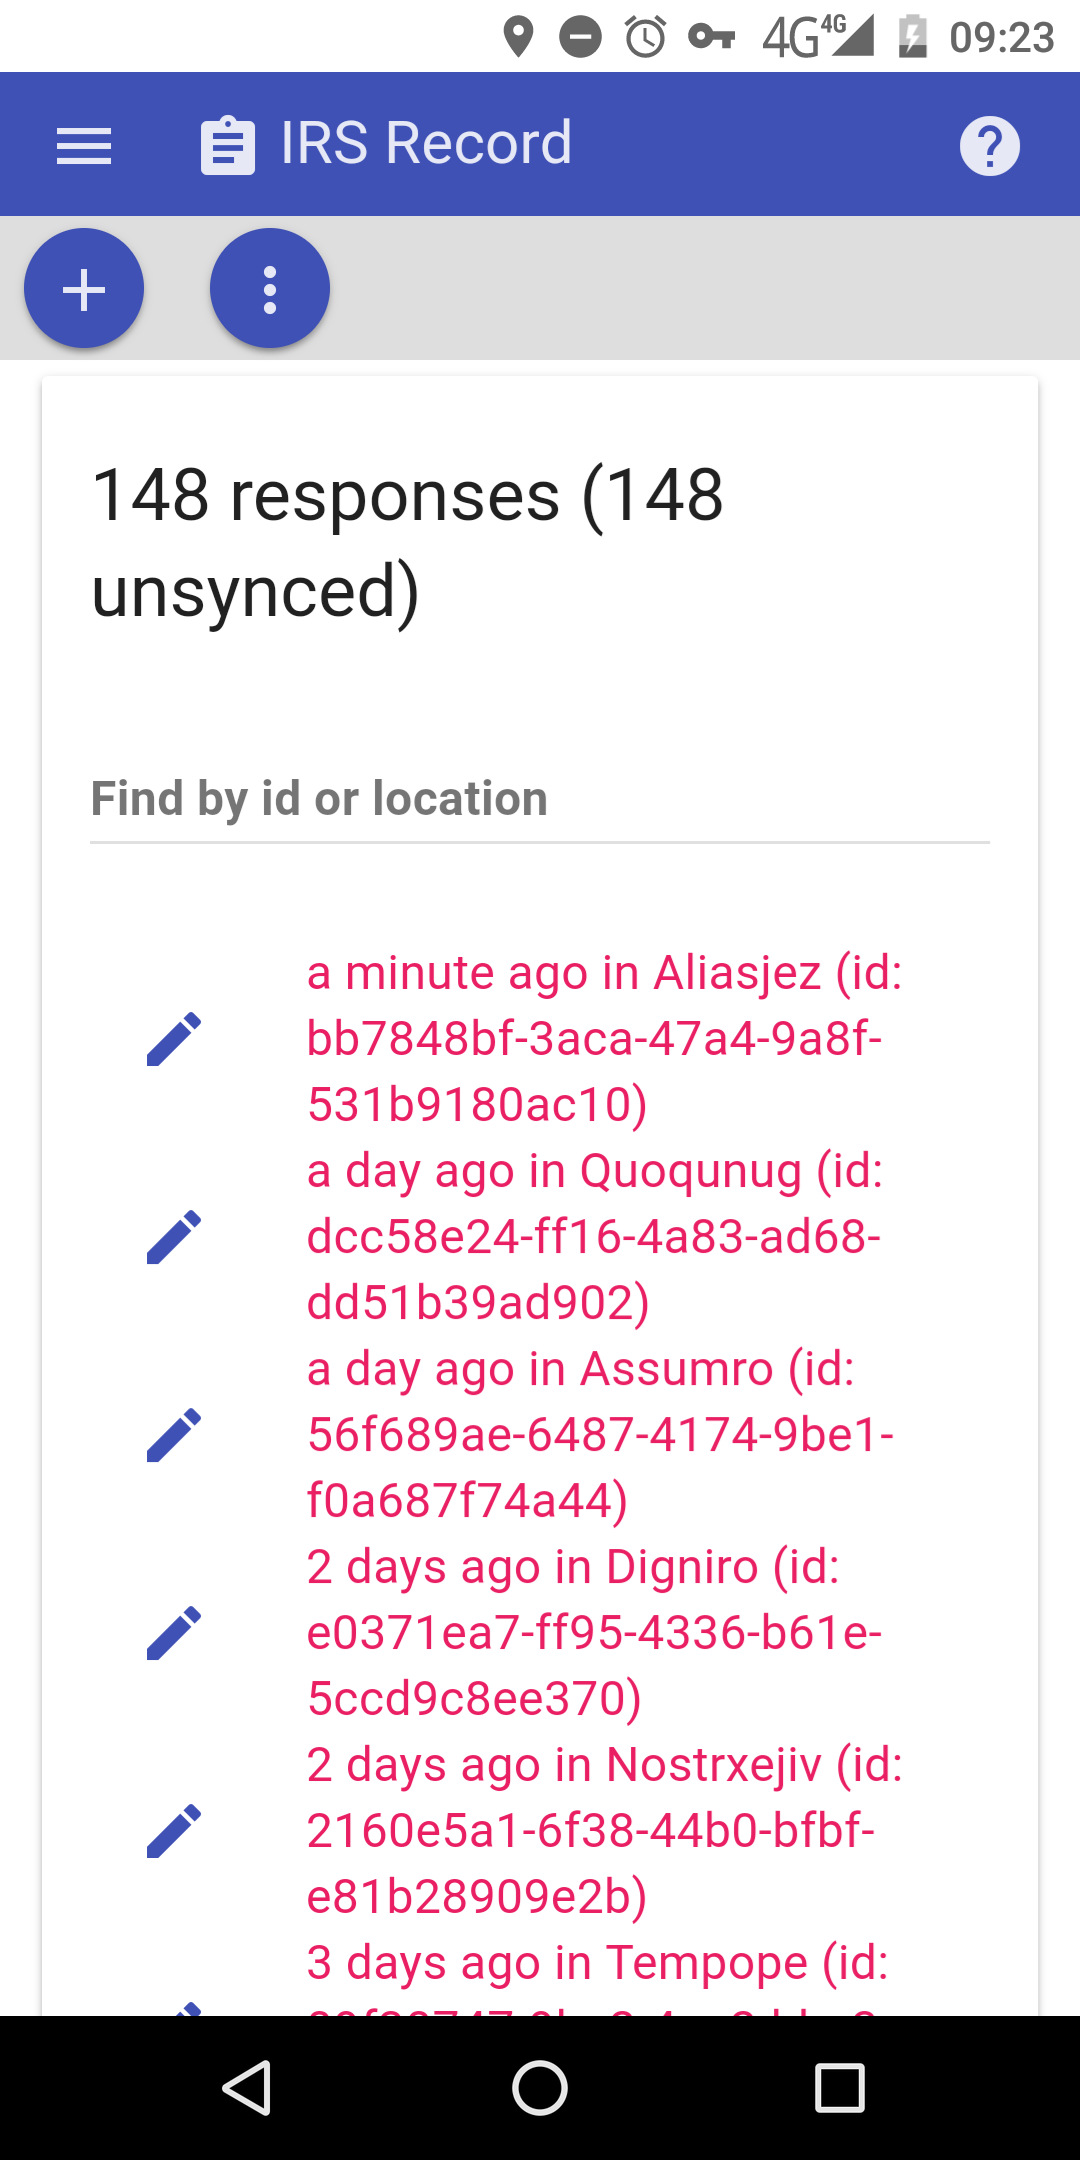 4G 4G 09:23
IRS Record
148 responses (148
unsynced)
Find by id or location
a minute ago in Aliasjez (id:
bb7848bf-3aca-47a4-9a8f-
531b9180ac10)
a day ago in Quoqunug (id:
dcc58e24-ff16-4a83-ad68-
dd51b39ad902)
a day ago in Assumro (id:
56f689ae-6487-4174-9be1-
f0a687f74a44)
2 days ago in Digniro (id:
e0371ea7-ff95-4336-b61e-
5ccd9c8ee370)
2 days ago in Nostrxejiv (id:
2160e5a1-6f38-44b0-bfbf-
e81b28909e2b)
3 days ago in Tempope (id: